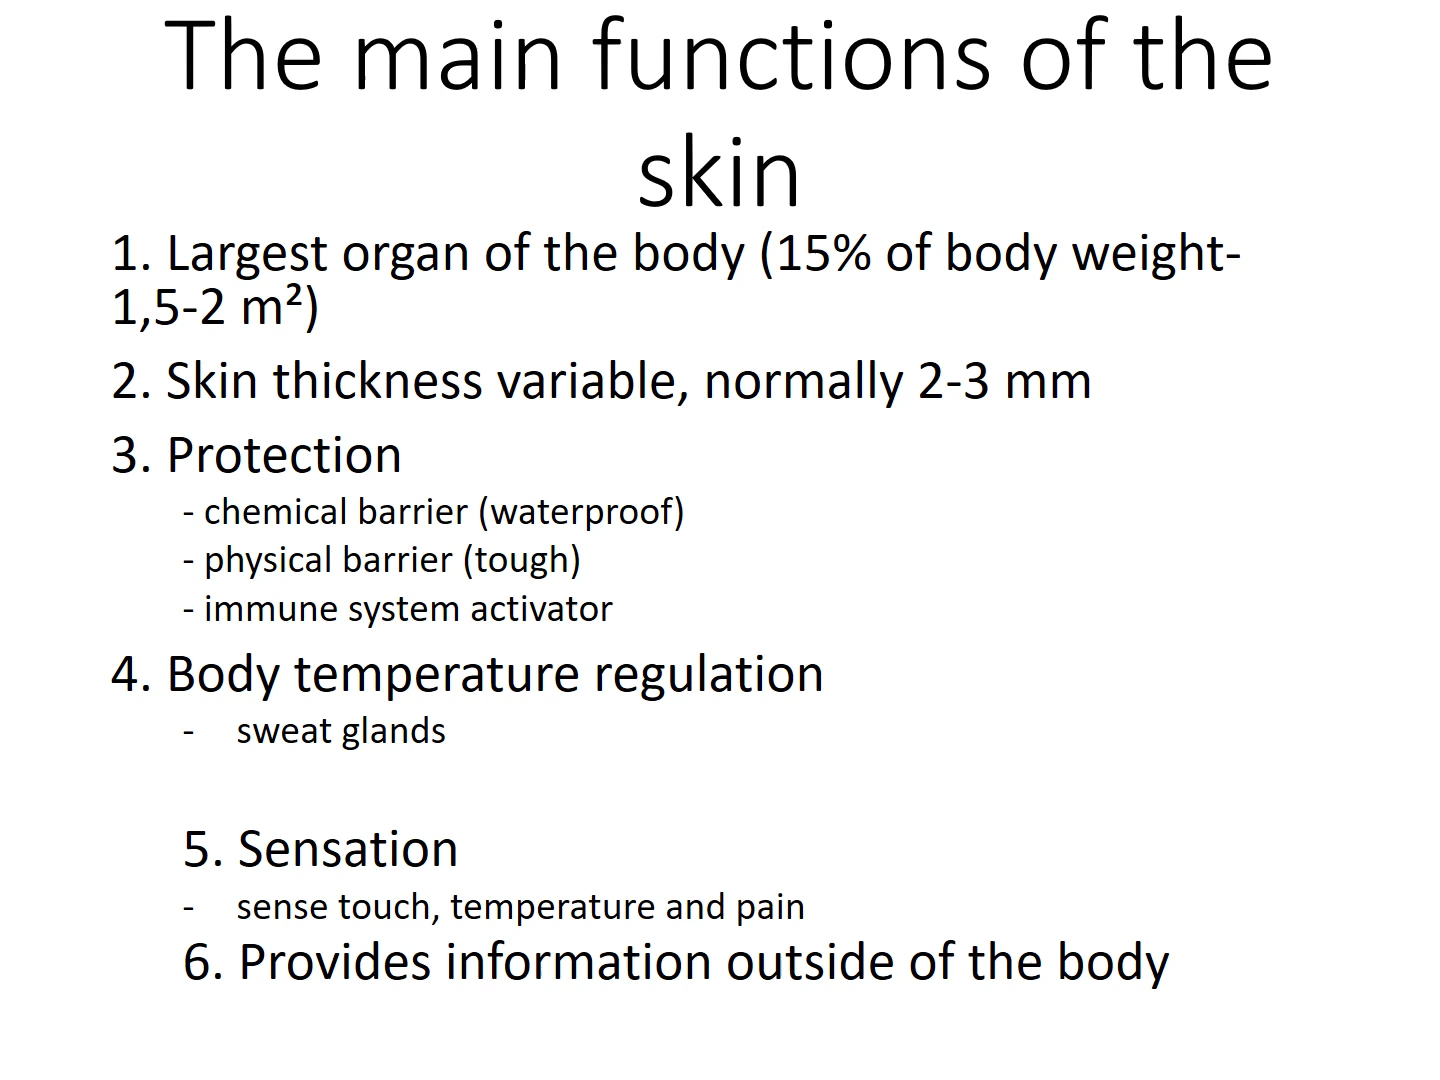 The main functions of the
skin
1. Largest organ of the body (15% of body weight-
1,5-2 m²)
2. Skin thickness variable, normally 2-3 mm
3. Protection
- chemical barrier (waterproof)
- physical barrier (tough)
- immune system activator
4. Body temperature regulation
- sweat glands
5. Sensation
- sense touch, temperature and pain
6. Provides information outside of the body